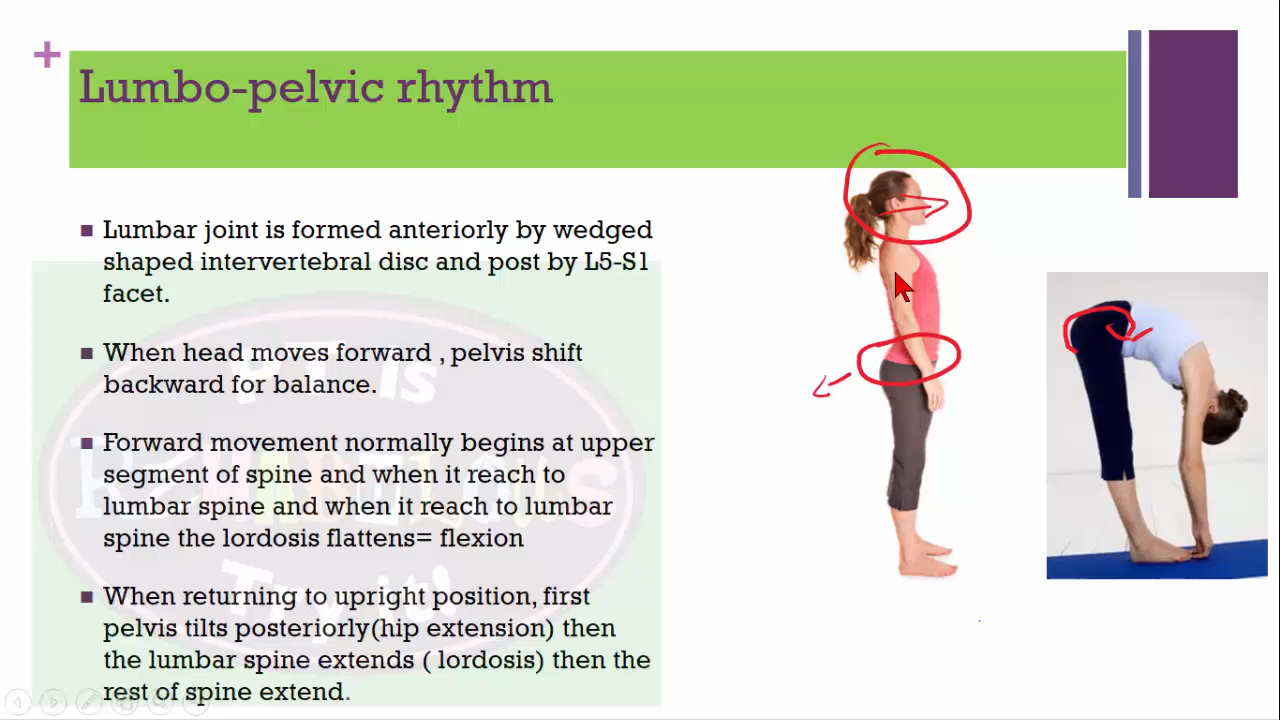 +
Lumbo-pelvic rhythm
Lumbar joint is formed anteriorly by wedged
shaped intervertebral disc and post by L5-S1
facet.
When head moves forward , pelvis shift
backward for balance.
Forward movement normally begins at upper
segment of spine and when it reach to
lumbar spine and when it reach to lumbar
spine the lordosis flattens= flexion
When returning to upright position, first
pelvis tilts posteriorly(hip extension) then
the lumbar spine extends ( lordosis) then the
rest of spine extend.
PT is
Try it!